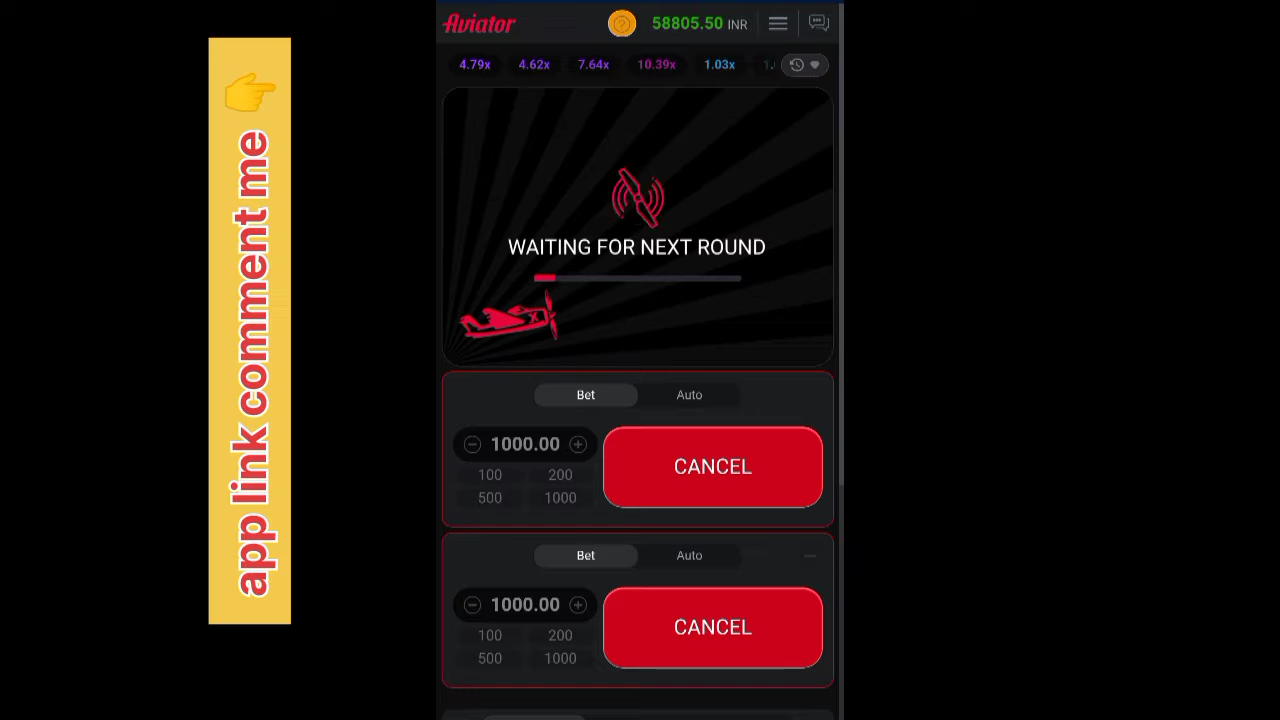 app link comment me 👉
Aviator
58805.50 INR
4.79x 4.62x 7.64x 10.39x 1.03x
WAITING FOR NEXT ROUND
Bet Auto
1000.00
100 200
500 1000
CANCEL
Bet Auto
1000.00
100 200
500 1000
CANCEL